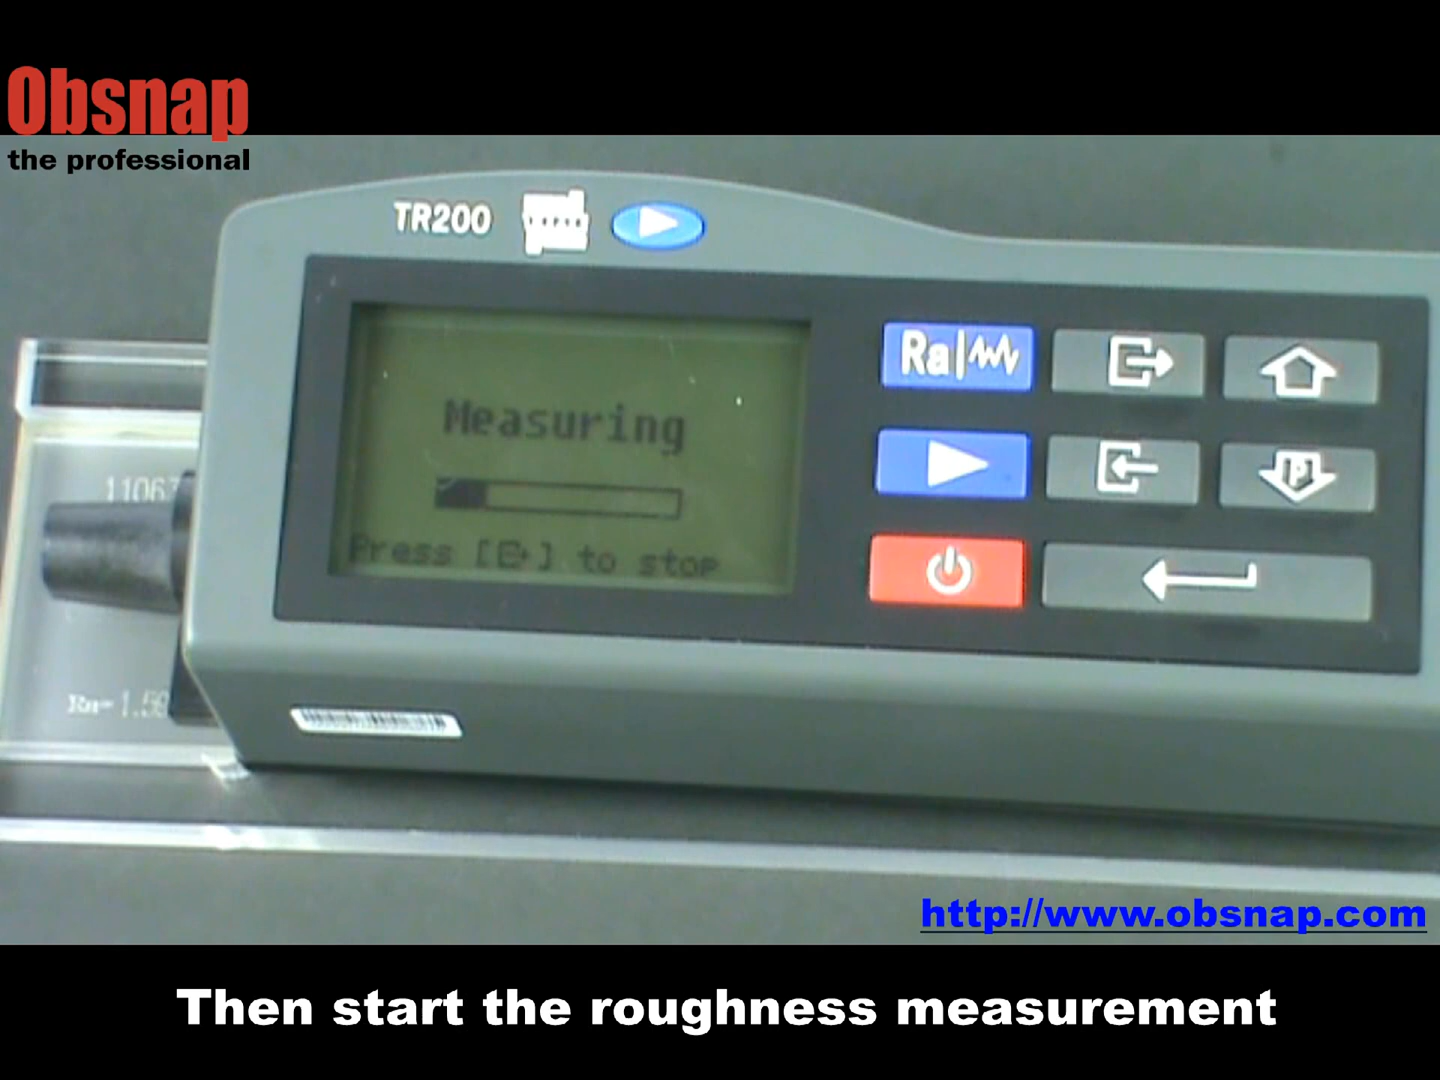 Obsnap
the professional
TR200
Measuring
Press [ ] to stop
Ra
P
http://www.obsnap.com
Then start the roughness measurement